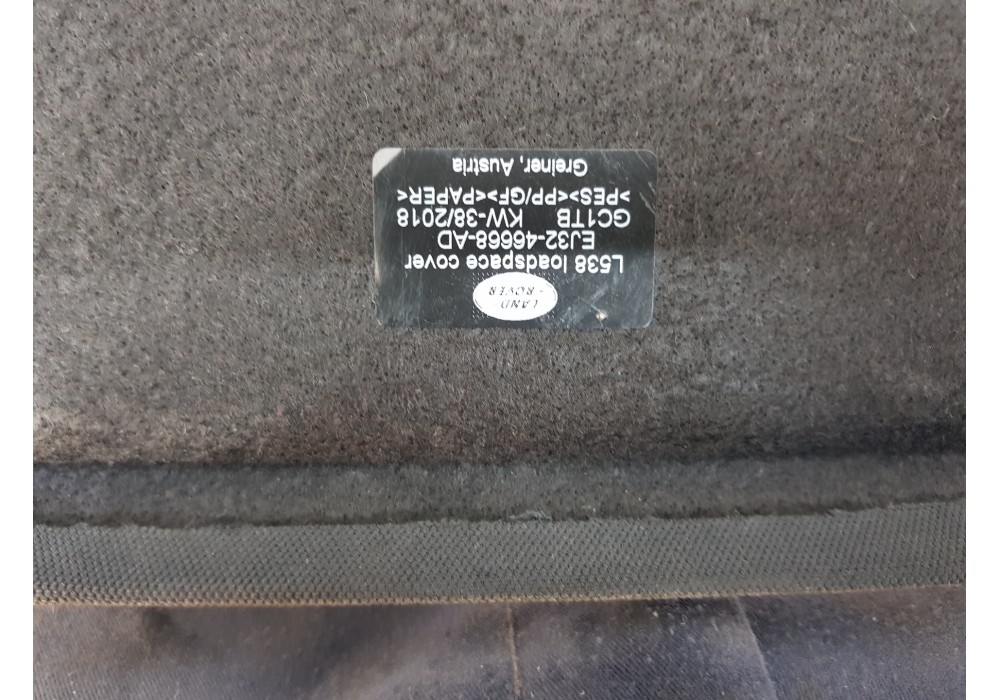 LAND
ROVER
L538 loadspace cover
EJ32-46668-AD
GC1TB KW-38/2018
>PES<>PP/GF<>PAPER<
Greiner, Austria